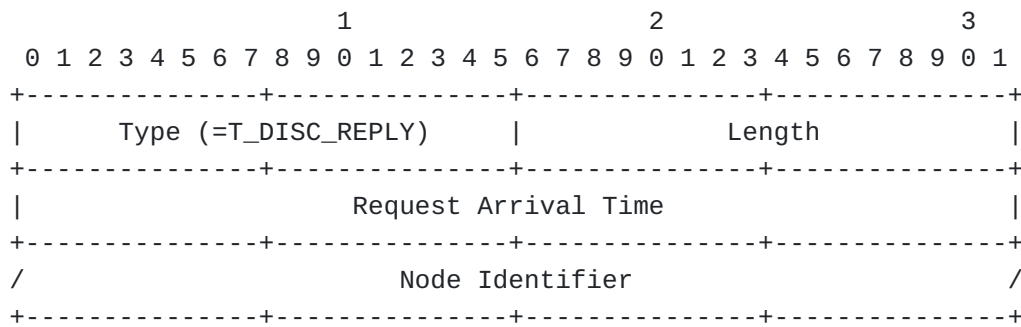 1                   2                   3
 0 1 2 3 4 5 6 7 8 9 0 1 2 3 4 5 6 7 8 9 0 1 2 3 4 5 6 7 8 9 0 1
+---------------+---------------+---------------+---------------+
|      Type (=T_DISC_REPLY)     |             Length            |
+---------------+---------------+---------------+---------------+
|                     Request Arrival Time                      |
+---------------+---------------+---------------+---------------+
/                        Node Identifier                        /
+---------------+---------------+---------------+---------------+